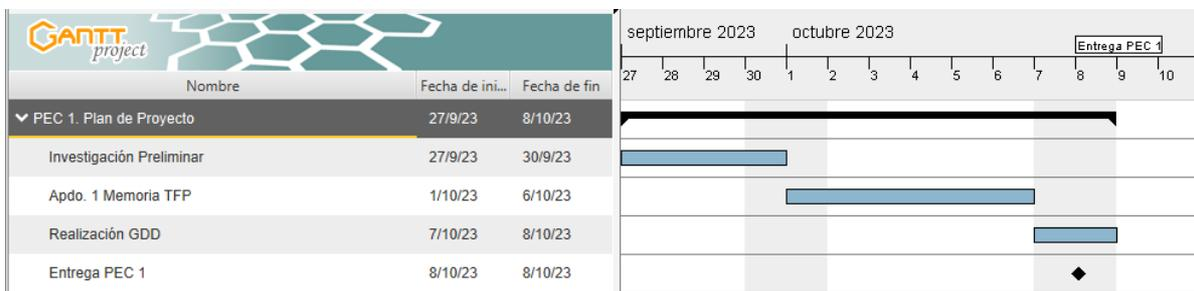 GANTT project
septiembre 2023 octubre 2023
Entrega PEC 1
27 28 29 30 1 2 3 4 5 6 7 8 9 10
Nombre Fecha de ini... Fecha de fin
PEC 1. Plan de Proyecto 27/9/23 8/10/23
Investigación Preliminar 27/9/23 30/9/23
Apdo. 1 Memoria TFP 1/10/23 6/10/23
Realización GDD 7/10/23 8/10/23
Entrega PEC 1 8/10/23 8/10/23